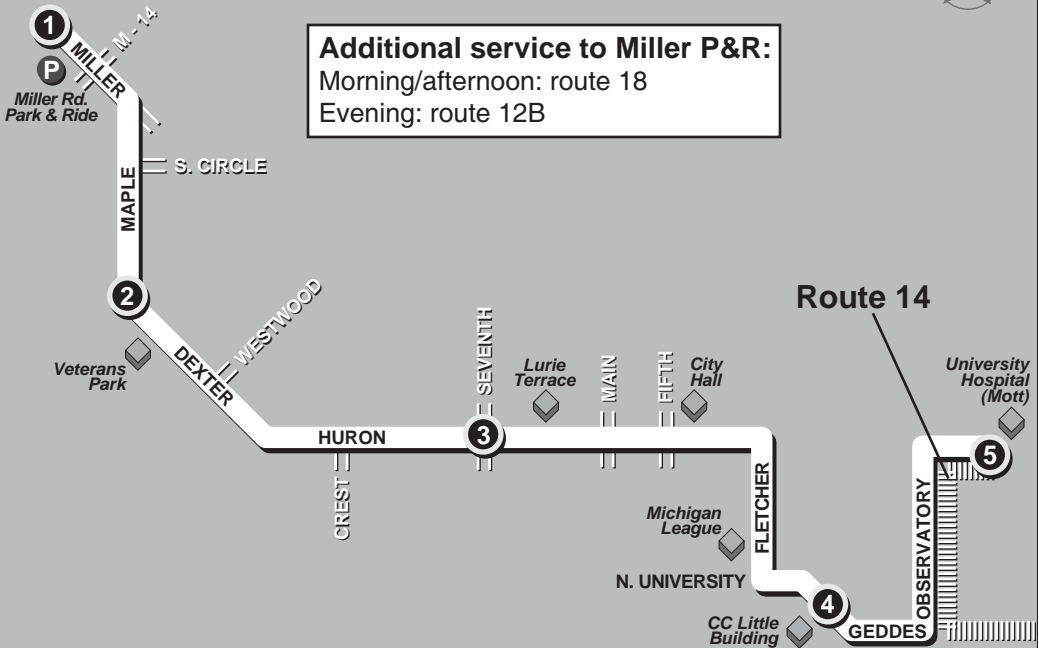 1
M - 14
MILLER
P
Miller Rd.
Park & Ride
Additional service to Miller P&R:
Morning/afternoon: route 18
Evening: route 12B
S. CIRCLE
MAPLE
2
WESTWOOD
Veterans
Park
DEXTER
Route 14
SEVENTH
Lurie
Terrace
MAIN
FIFTH
City
Hall
University
Hospital
(Mott)
HURON
3
5
CREST
FLETCHER
Michigan
League
OBSERVATORY
N. UNIVERSITY
4
CC Little
Building
GEDDES